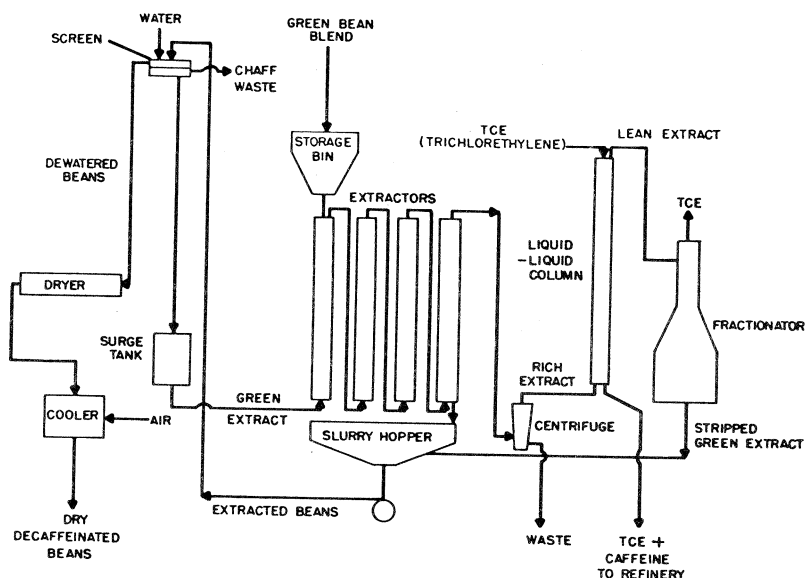 WATER
SCREEN
CHAFF
WASTE
GREEN BEAN
BLEND
TCE
(TRICHLORETHYLENE)
LEAN EXTRACT
STORAGE
BIN
DEWATERED
BEANS
EXTRACTORS
TCE
LIQUID
-LIQUID
COLUMN
DRYER
FRACTIONATOR
SURGE
TANK
RICH
EXTRACT
GREEN
EXTRACT
COOLER
AIR
SLURRY HOPPER
CENTRIFUGE
STRIPPED
GREEN EXTRACT
EXTRACTED BEANS
DRY
DECAFFEINATED
BEANS
WASTE
TCE +
CAFFEINE
TO REFINERY